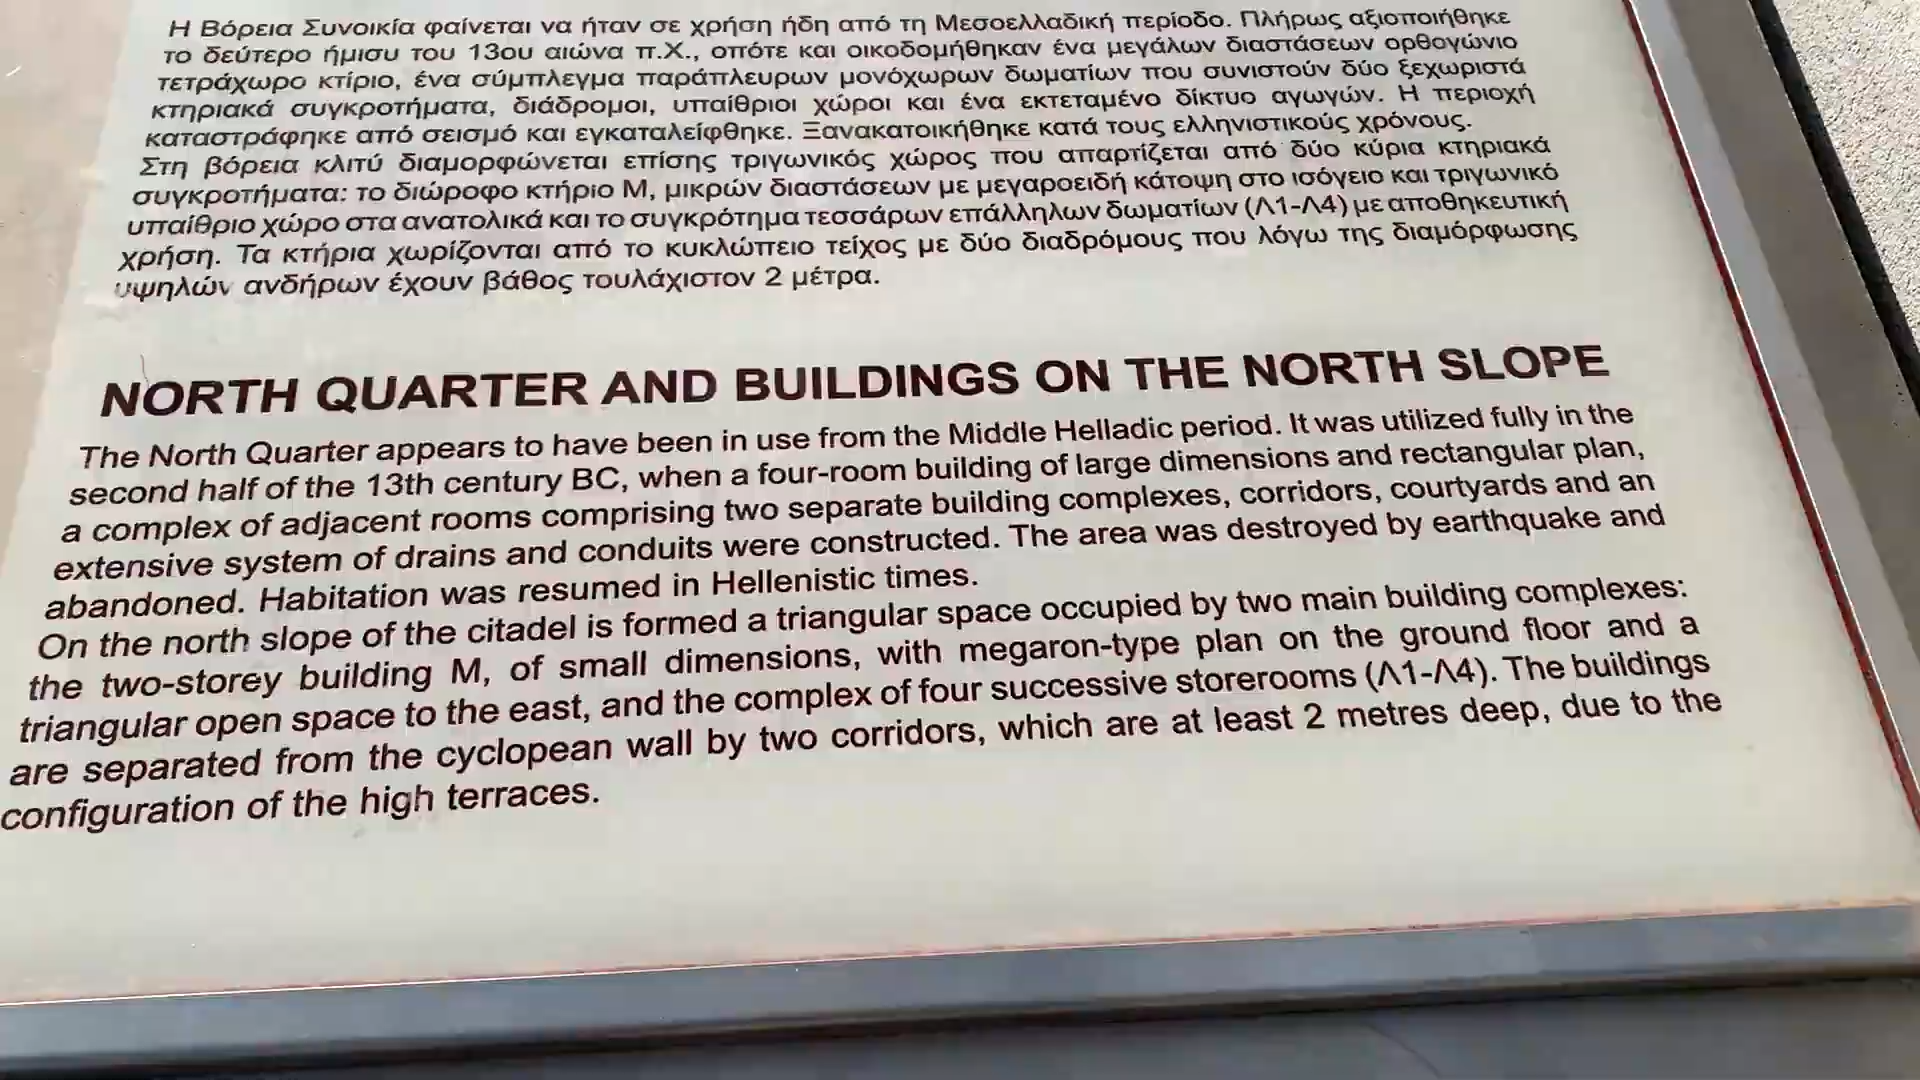 Η Βόρεια Συνοικία φαίνεται να ήταν σε χρήση ήδη από τη Μεσοελλαδική περίοδο. Πλήρως αξιοποιήθηκε
το δεύτερο ήμισυ του 13ου αιώνα π.Χ., οπότε και οικοδομήθηκαν ένα μεγάλων διαστάσεων ορθογώνιο
τετράχωρο κτίριο, ένα σύμπλεγμα παράπλευρων μονόχωρων δωματίων που συνιστούν δύο ξεχωριστά
κτηριακά συγκροτήματα, διάδρομοι, υπαίθριοι χώροι και ένα εκτεταμένο δίκτυο αγωγών. Η περιοχή
καταστράφηκε από σεισμό και εγκαταλείφθηκε. Ξανακατοικήθηκε κατά τους ελληνιστικούς χρόνους.
Στη βόρεια κλιτύ διαμορφώνεται επίσης τριγωνικός χώρος που απαρτίζεται από δύο κύρια κτηριακά
συγκροτήματα: το διώροφο κτήριο Μ, μικρών διαστάσεων με μεγαροειδή κάτοψη στο ισόγειο και τριγωνικό
υπαίθριο χώρο στα ανατολικά και το συγκρότημα τεσσάρων επάλληλων δωματίων (Λ1-Λ4) με αποθηκευτική
χρήση. Τα κτήρια χωρίζονται από το κυκλώπειο τείχος με δύο διαδρόμους που λόγω της διαμόρφωσης
υψηλών ανδήρων έχουν βάθος τουλάχιστον 2 μέτρα.
NORTH QUARTER AND BUILDINGS ON THE NORTH SLOPE
The North Quarter appears to have been in use from the Middle Helladic period. It was utilized fully in the
second half of the 13th century BC, when a four-room building of large dimensions and rectangular plan,
a complex of adjacent rooms comprising two separate building complexes, corridors, courtyards and an
extensive system of drains and conduits were constructed. The area was destroyed by earthquake and
abandoned. Habitation was resumed in Hellenistic times.
On the north slope of the citadel is formed a triangular space occupied by two main building complexes:
the two-storey building M, of small dimensions, with megaron-type plan on the ground floor and a
triangular open space to the east, and the complex of four successive storerooms (Λ1-Λ4). The buildings
are separated from the cyclopean wall by two corridors, which are at least 2 metres deep, due to the
configuration of the high terraces.